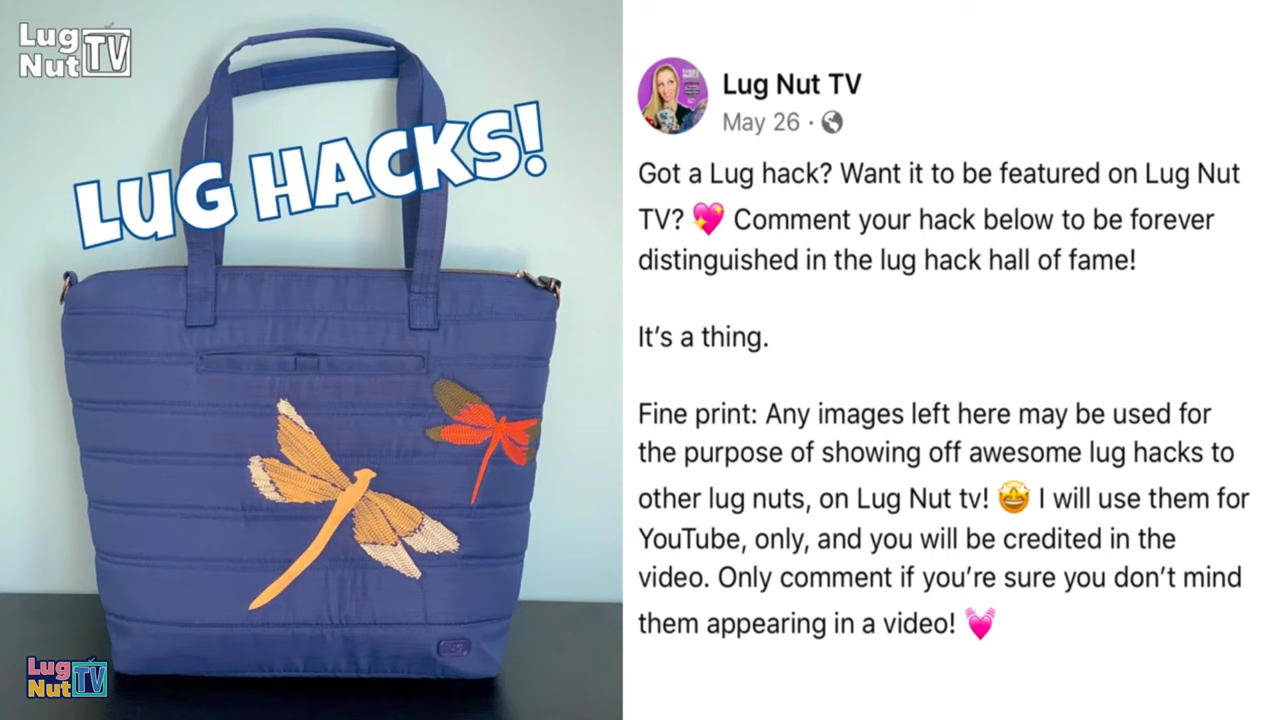 Lug
Nut TV
LUG HACKS!
Lug
Nut TV
Lug Nut TV
May 26 ·
Got a Lug hack? Want it to be featured on Lug Nut
TV? 💖 Comment your hack below to be forever
distinguished in the lug hack hall of fame!
It’s a thing.
Fine print: Any images left here may be used for
the purpose of showing off awesome lug hacks to
other lug nuts, on Lug Nut tv! 🤩 I will use them for
YouTube, only, and you will be credited in the
video. Only comment if you’re sure you don’t mind
them appearing in a video! 💓